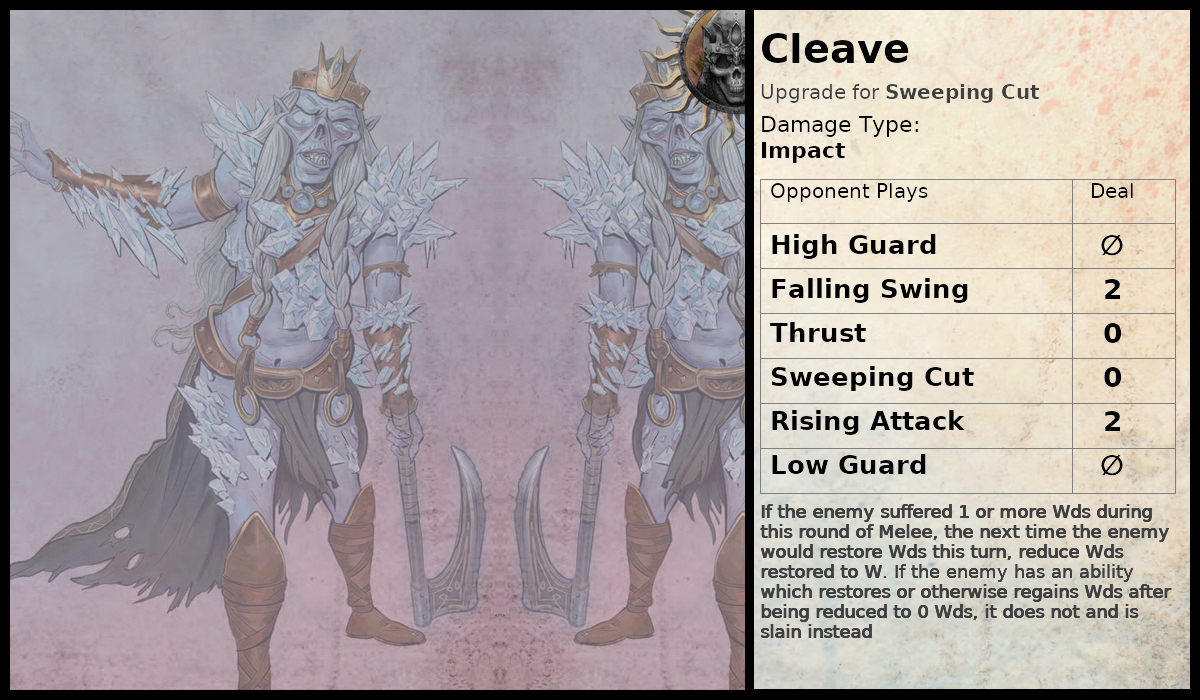 Cleave
Upgrade for Sweeping Cut
Damage Type:
Impact
Opponent Plays Deal
High Guard ∅
Falling Swing 2
Thrust 0
Sweeping Cut 0
Rising Attack 2
Low Guard ∅
If the enemy suffered 1 or more Wds during
this round of Melee, the next time the enemy
would restore Wds this turn, reduce Wds
restored to W. If the enemy has an ability
which restores or otherwise regains Wds after
being reduced to 0 Wds, it does not and is
slain instead